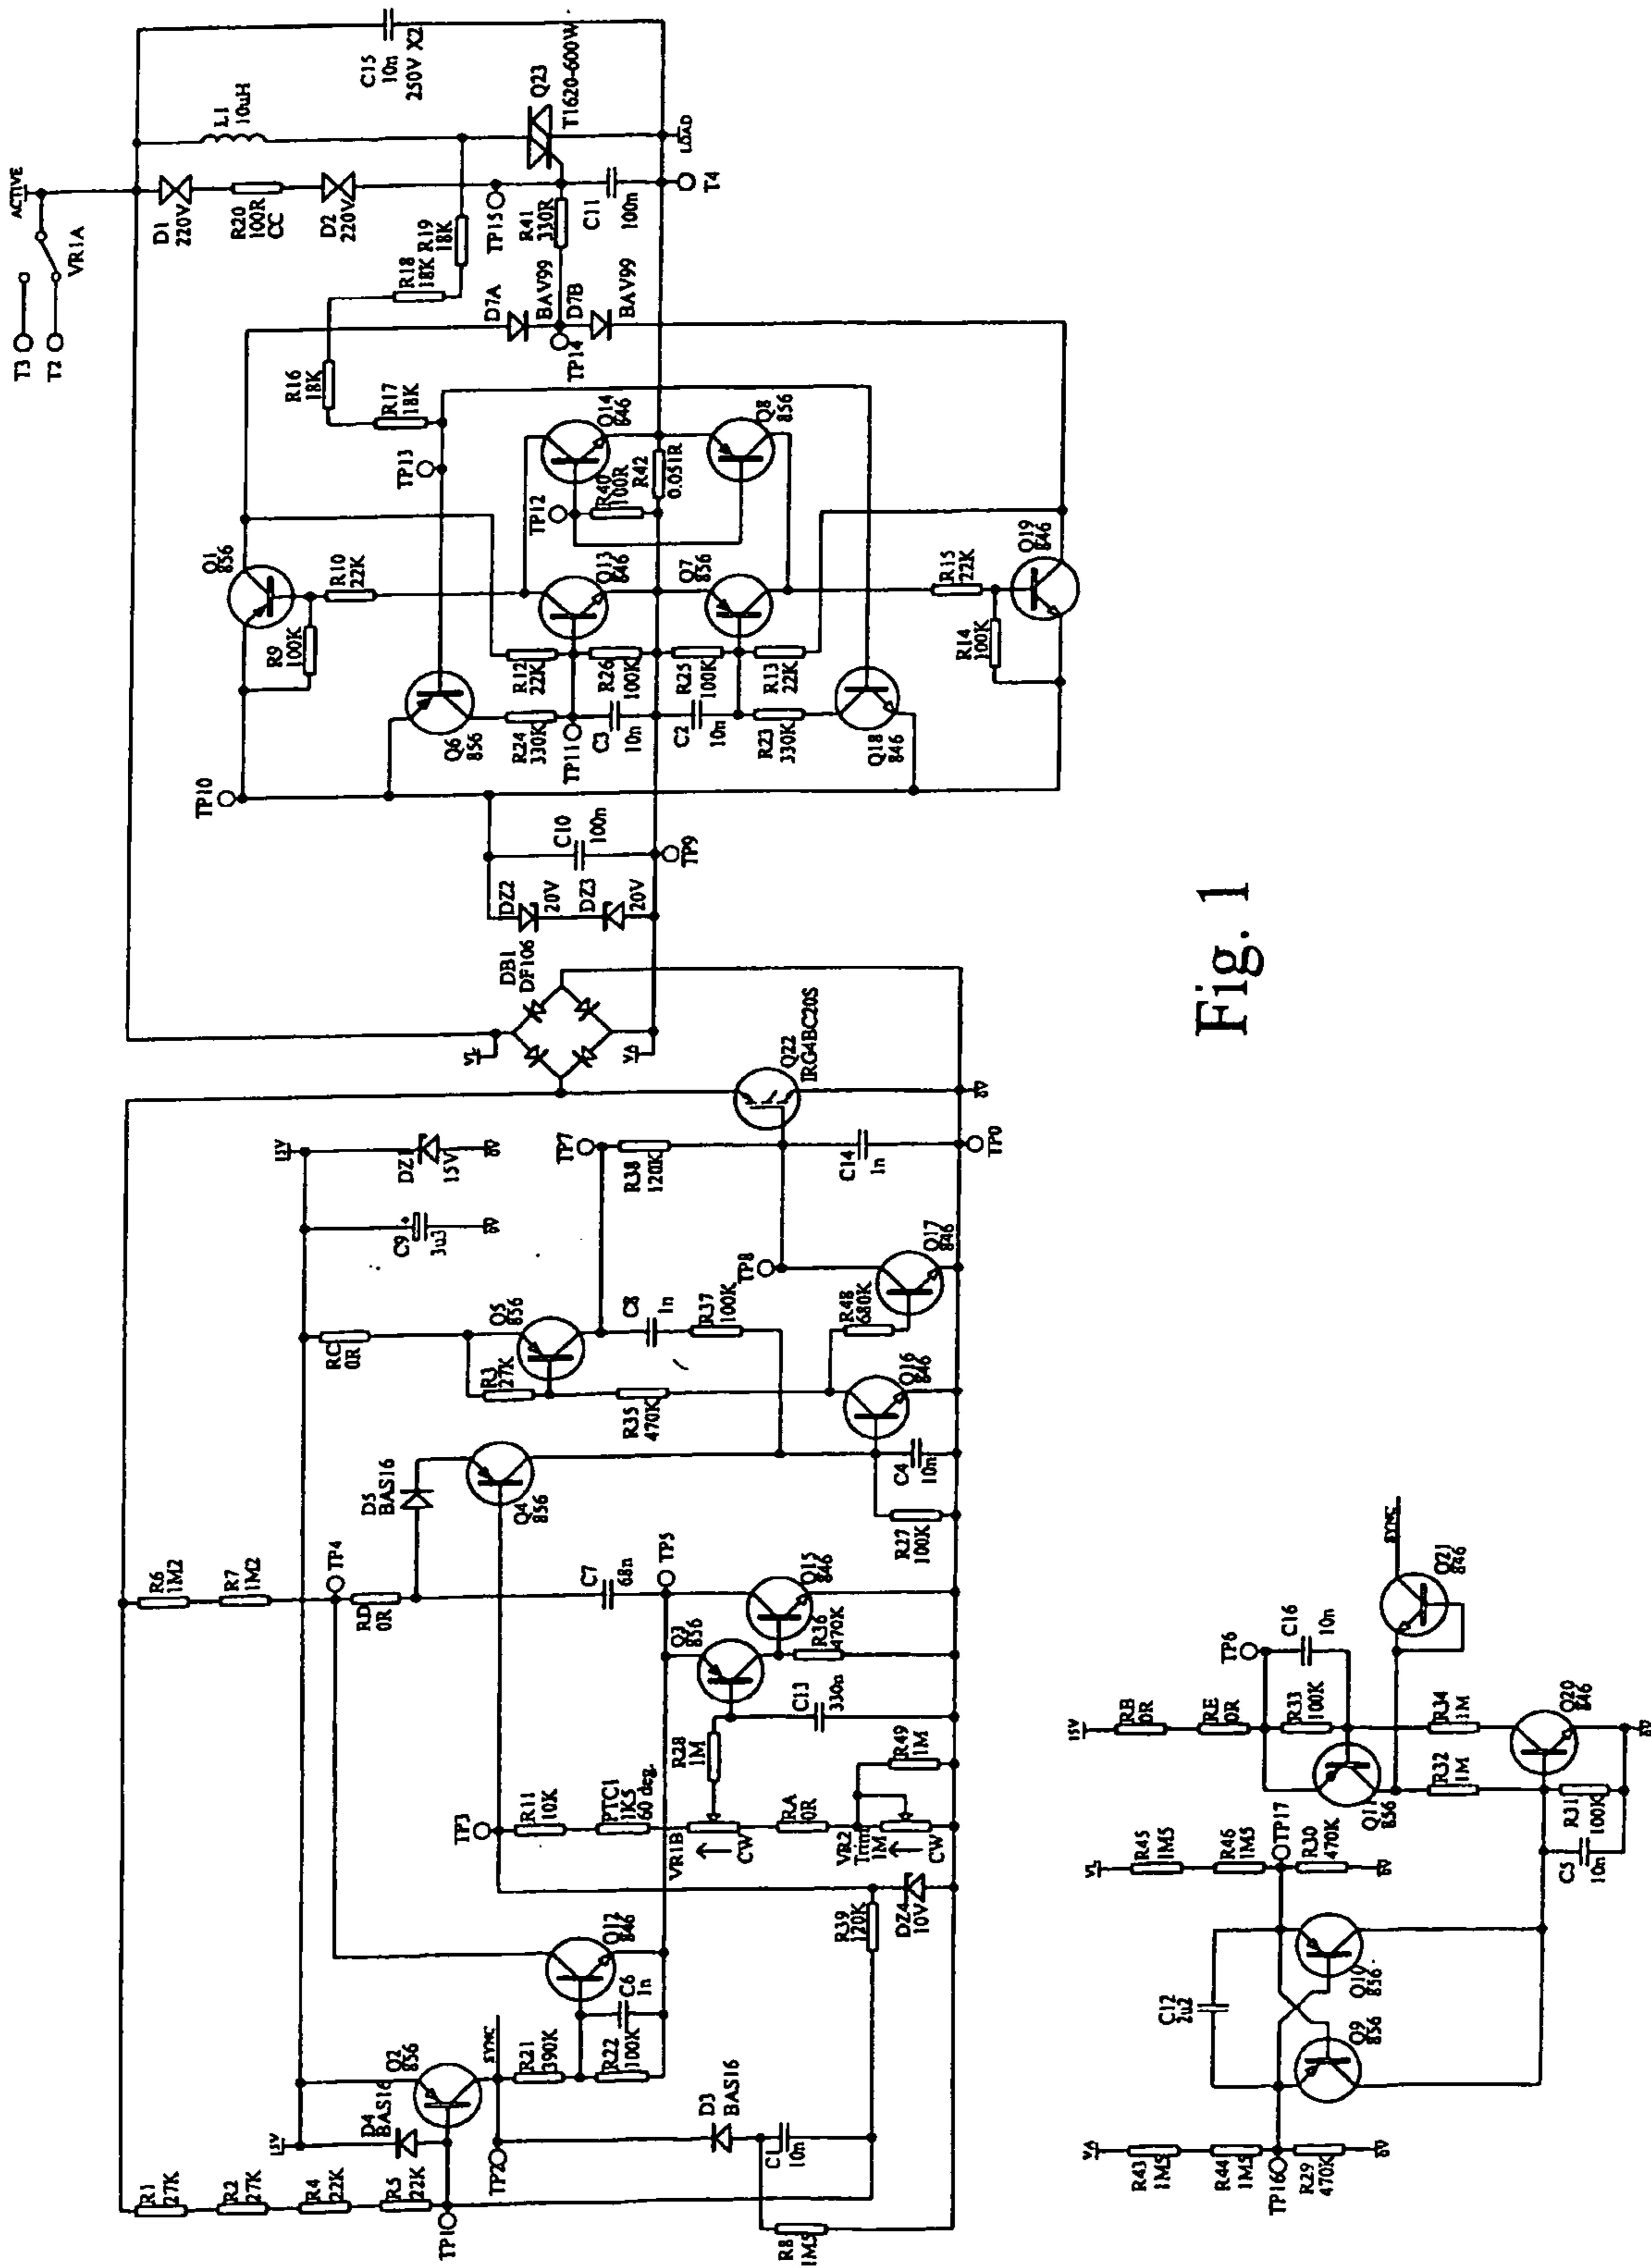 T3
T2
VR1A
ACTIVE
D1
220V
R20
100R
CC
D2
220V
L1
10uH
C15
10n
250V X2
Q23
T1620-600W
LOAD
T4
TP15
R41
330R
C11
100n
R19
18K
R18
18K
R16
18K
R17
18K
TP13
D7A
BAV99
D7B
BAV99
TP14
Q14
846
Q8
856
R42
0.051R
R40
100R
TP12
Q1
856
R10
22K
R9
100K
Q13
846
Q7
856
R15
22K
R14
100K
Q19
846
R12
22K
R26
100K
R25
100K
R13
22K
Q6
856
R24
330K
TP11
C3
10n
C2
10n
R23
330K
Q18
846
TP10
C10
100n
TP9
DZ2
20V
DZ3
20V
DB1
DF106
VL
VA
Q22
IRG4BC20S
0V
15V
DZ1
15V
0V
C9
+
3u3
0V
TP7
R38
120K
C14
1n
TP0
TP8
Q17
846
R48
680K
RC
0R
Q5
856
R3
27K
C8
1n
R37
100K
R35
470K
Q16
846
D5
BAS16
Q4
856
C4
10n
R27
100K
R6
1M2
R7
1M2
TP4
RD
0R
C7
68n
TP5
Q15
846
Q3
856
R36
470K
C13
330n
R28
1M
R49
1M
TP3
R11
10K
PTC1
1K5
60 deg.
VR1B
CW
RA
0R
VR2
Trim
1M
CW
R39
120K
DZ4
10V
Q12
846
C6
1n
SYNC
R21
390K
R22
100K
Q2
856
15V
D4
BAS16
TP2
D3
BAS16
C1
10n
R1
27K
R2
27K
R4
22K
R5
22K
TP1
R8
1M5
SYNC
Q21
846
TP6
C16
10n
15V
RB
0R
RE
0R
R33
100K
R34
1M
Q20
846
0V
Q11
856
R32
1M
R31
100K
C5
10n
VL
R45
1M5
R46
1M5
TP17
R30
470K
0V
C12
2u2
Q10
856
Q9
856
VA
R43
1M5
R44
1M5
TP16
R29
470K
0V
Fig. 1